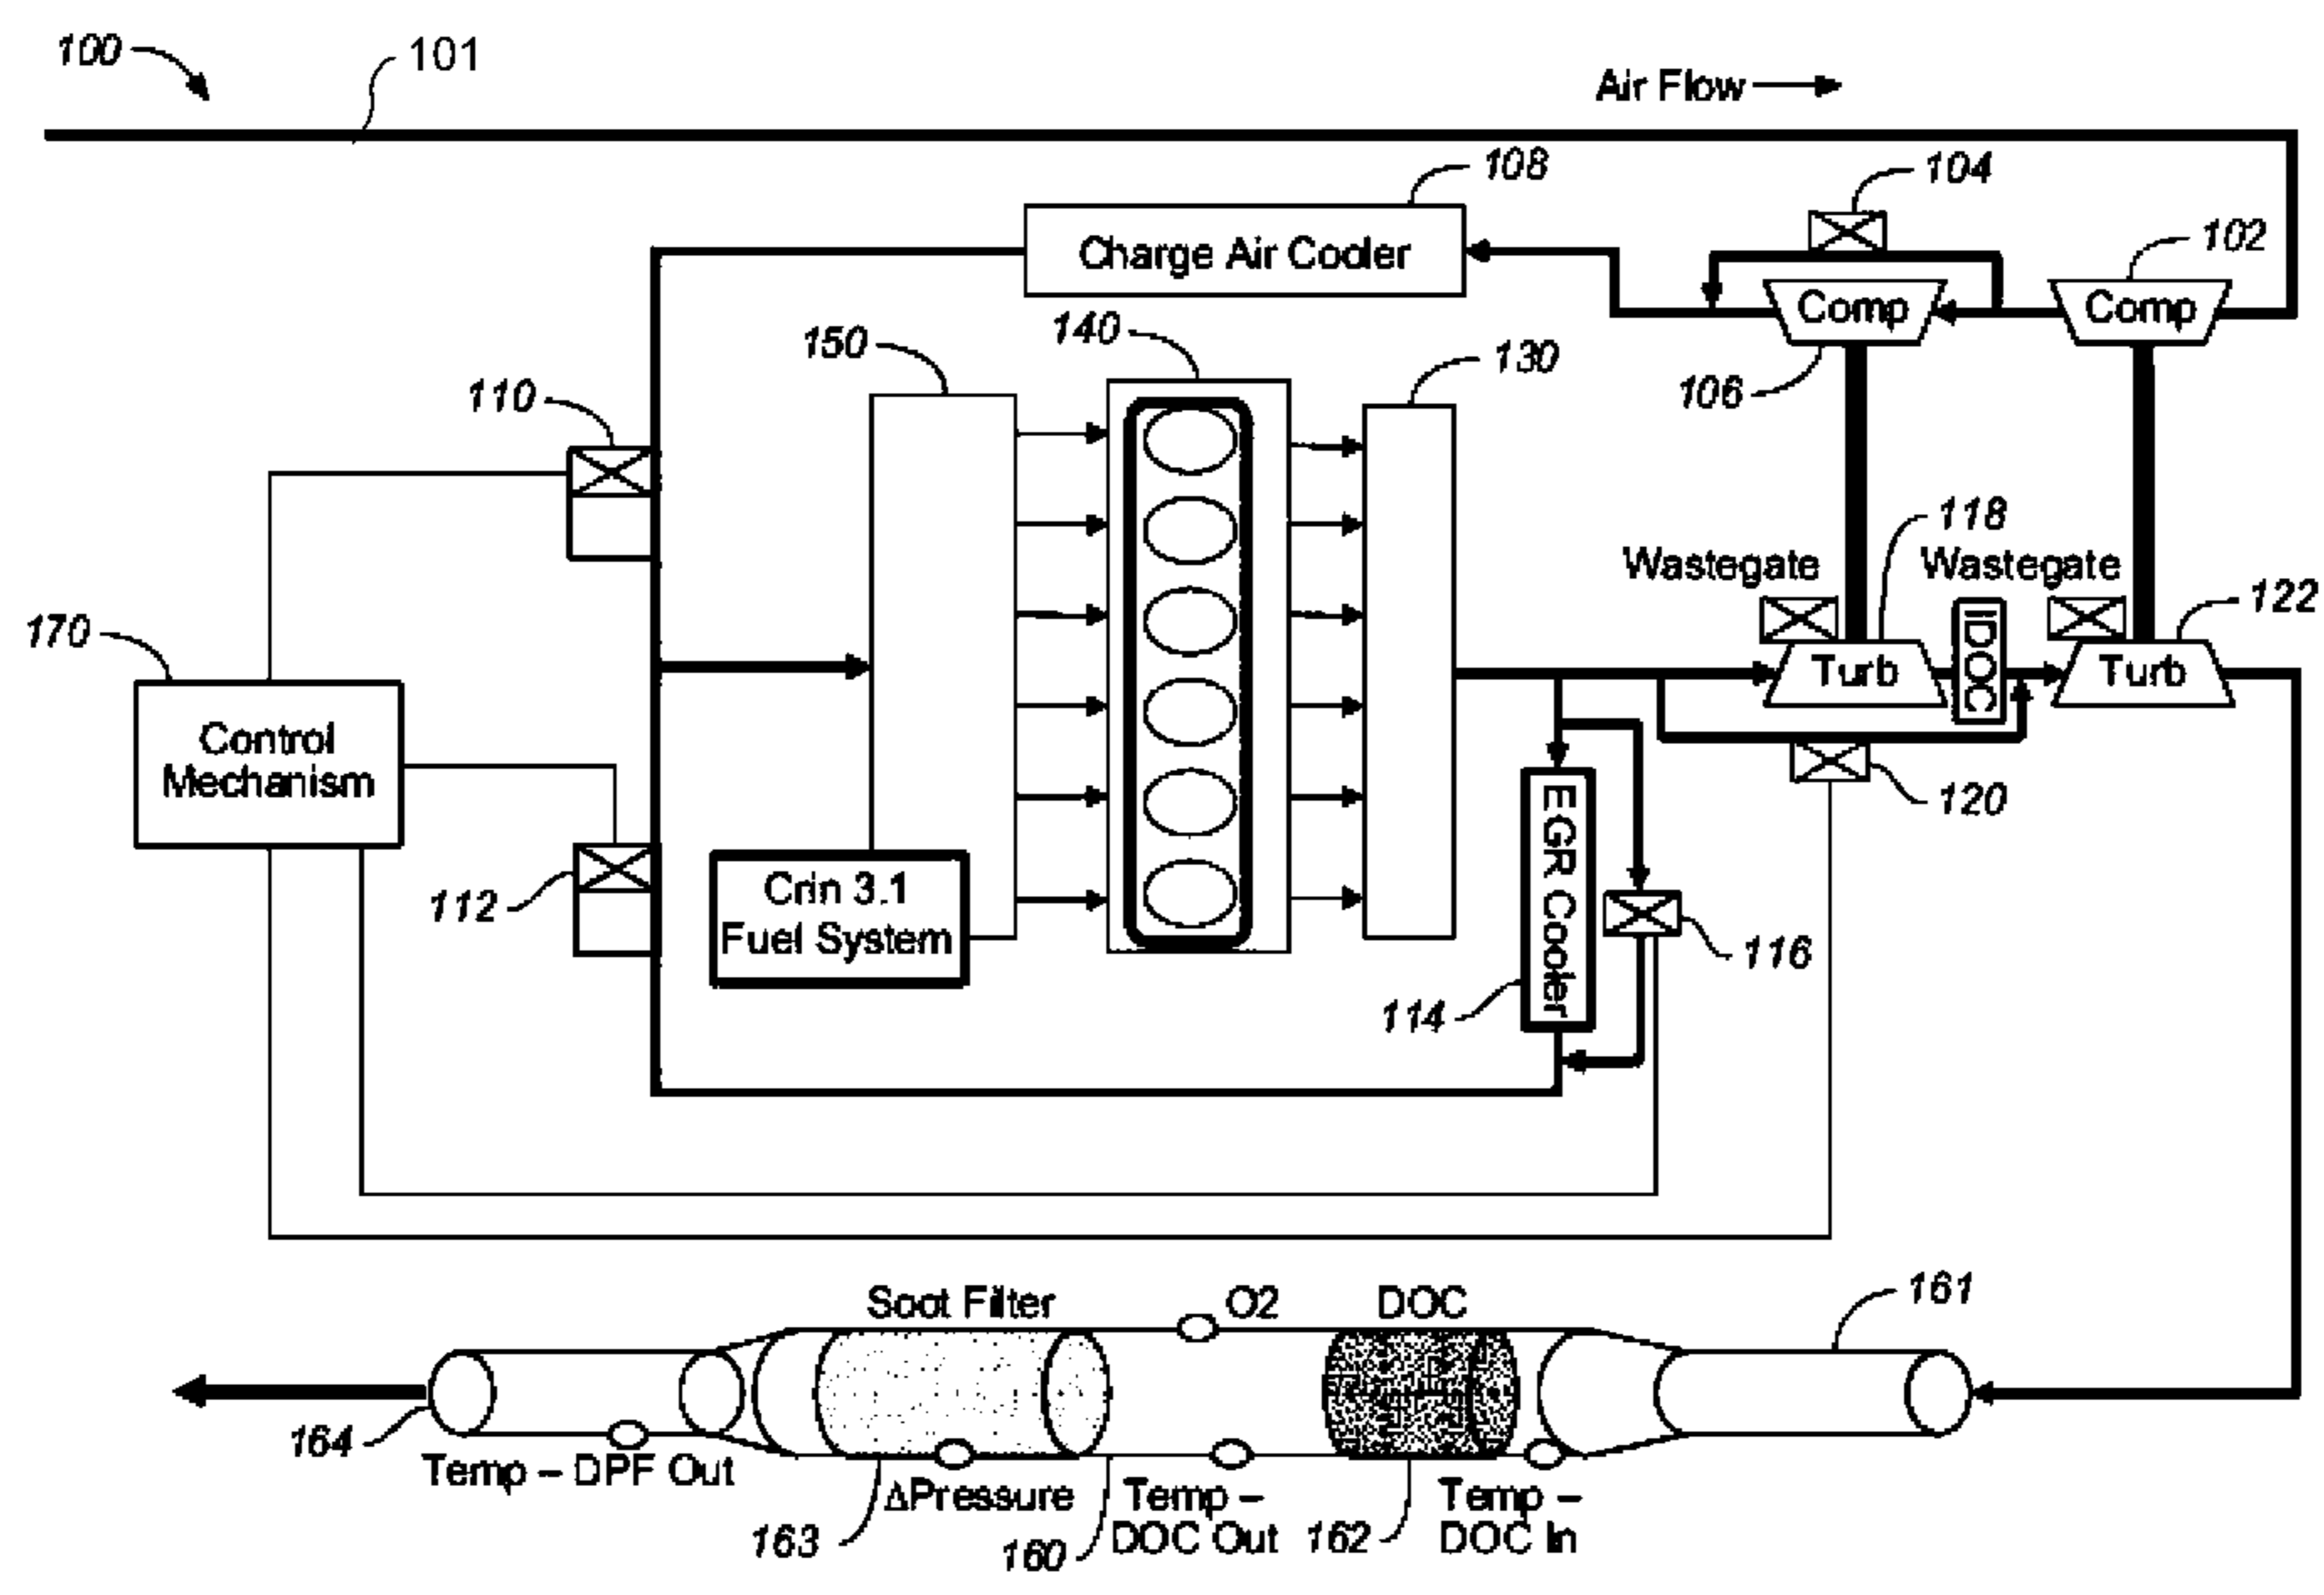 100
101
Air Flow
108
104
102
Charge Air Cooler
Comp
Comp
150
140
130
106
110
118
Wastegate
Wastegate
122
170
Turb
IDOC
Turb
Control
Mechanism
120
EGR Cooler
112
Crin 3.1
Fuel System
116
114
Soot Filter
O2
DOC
161
164
Temp – DPF Out
ΔPressure
Temp –
DOC Out
Temp –
DOC In
163
160
162